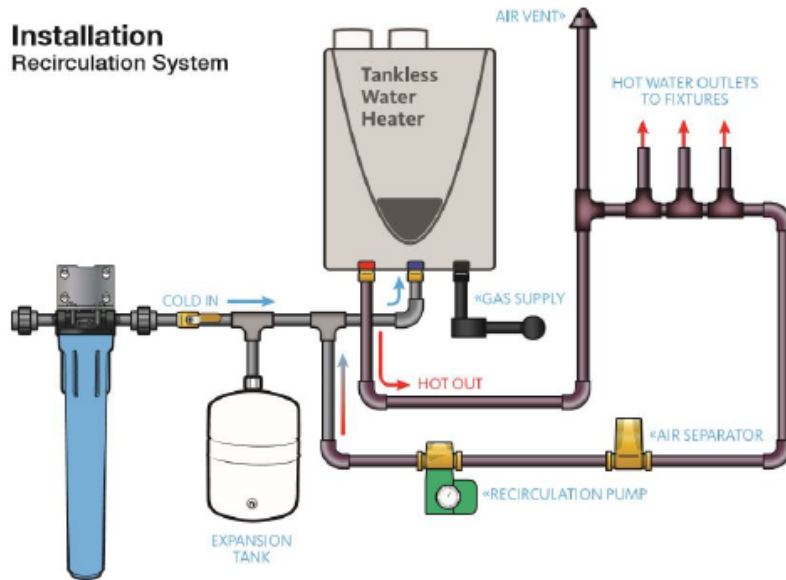 Installation
Recirculation System
Tankless
Water
Heater
AIR VENT»
HOT WATER OUTLETS
TO FIXTURES
COLD IN
«GAS SUPPLY
HOT OUT
«AIR SEPARATOR
«RECIRCULATION PUMP
EXPANSION
TANK